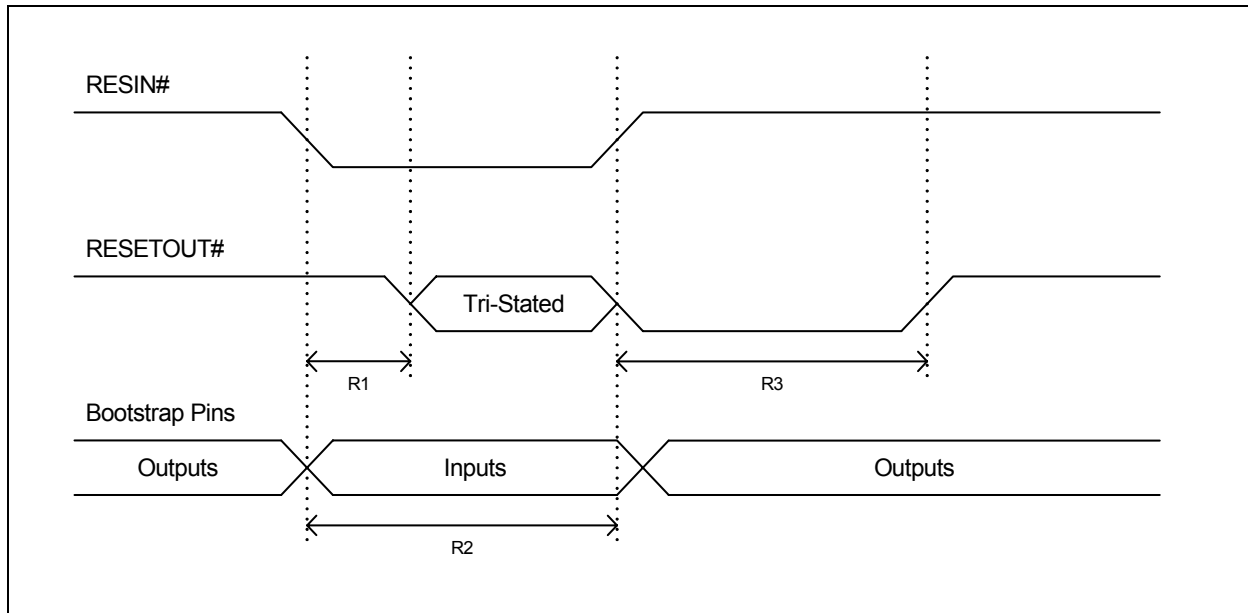 RESIN#
RESETOUT#
Tri-Stated
R1
R3
Bootstrap Pins
Outputs
Inputs
Outputs
R2